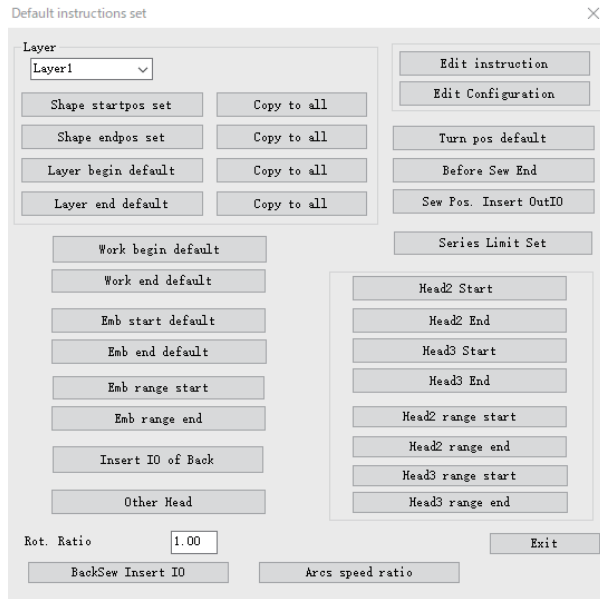 Default instructions set
Layer
Layer1
Shape startpos set
Copy to all
Shape endpos set
Copy to all
Layer begin default
Copy to all
Layer end default
Copy to all
Edit instruction
Edit Configuration
Turn pos default
Before Sew End
Sew Pos. Insert OutIO
Series Limit Set
Work begin default
Work end default
Emb start default
Emb end default
Emb range start
Emb range end
Insert IO of Back
Other Head
Head2 Start
Head2 End
Head3 Start
Head3 End
Head2 range start
Head2 range end
Head3 range start
Head3 range end
Rot. Ratio
1.00
Exit
BackSew Insert IO
Arcs speed ratio